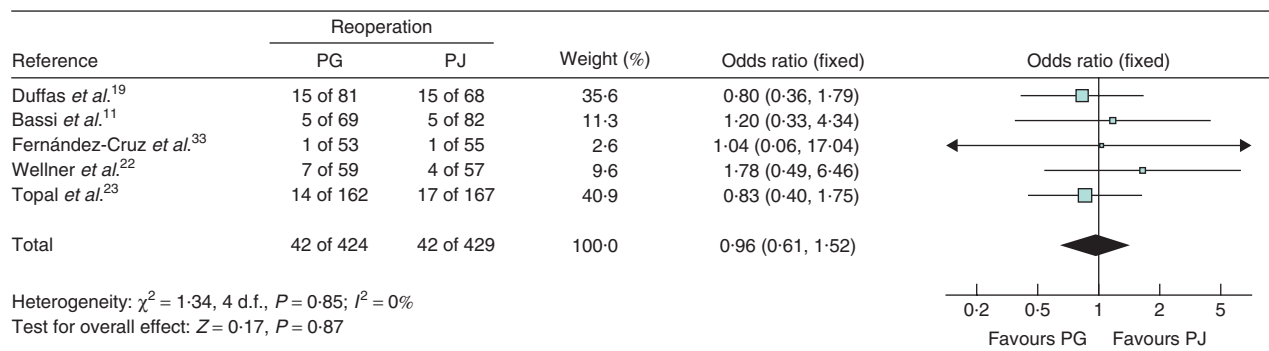 Reoperation
Reference PG PJ Weight (%) Odds ratio (fixed) Odds ratio (fixed)
Duffas et al.19 15 of 81 15 of 68 35·6 0·80 (0·36, 1·79)
Bassi et al.11 5 of 69 5 of 82 11·3 1·20 (0·33, 4·34)
Fernández-Cruz et al.33 1 of 53 1 of 55 2·6 1·04 (0·06, 17·04)
Wellner et al.22 7 of 59 4 of 57 9·6 1·78 (0·49, 6·46)
Topal et al.23 14 of 162 17 of 167 40·9 0·83 (0·40, 1·75)
Total 42 of 424 42 of 429 100·0 0·96 (0·61, 1·52)
Heterogeneity: χ2 = 1·34, 4 d.f., P = 0·85; I2 = 0%
Test for overall effect: Z = 0·17, P = 0·87
0·2 0·5 1 2 5
Favours PG Favours PJ